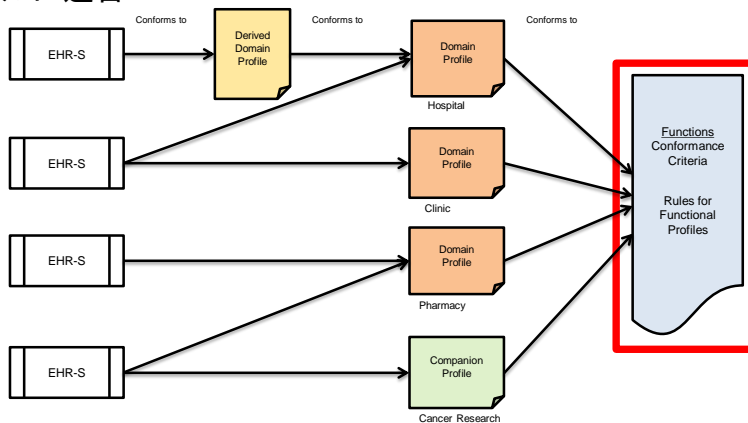 Conforms to
Conforms to
Conforms to
EHR-S
Derived
Domain
Profile
Domain
Profile
Hospital
EHR-S
Domain
Profile
Clinic
Functions
Conformance
Criteria
Rules for
Functional
Profiles
EHR-S
Domain
Profile
Pharmacy
EHR-S
Companion
Profile
Cancer Research